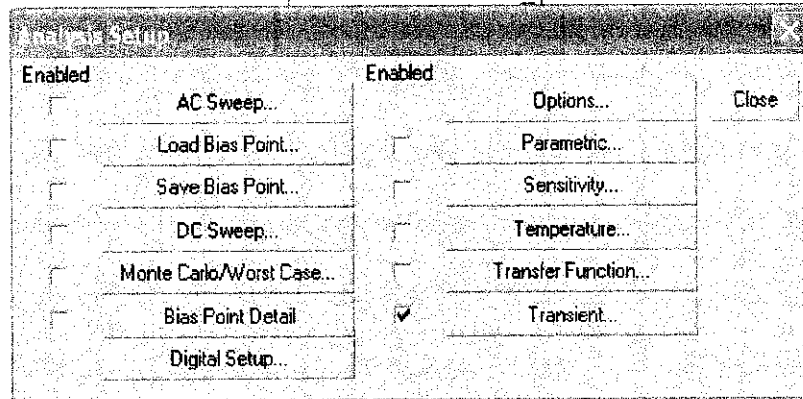 Analysis Setup
Enabled
AC Sweep...
Load Bias Point...
Save Bias Point...
DC Sweep...
Monte Carlo/Worst Case...
Bias Point Detail
Digital Setup...
Enabled
Options...
Parametric...
Sensitivity...
Temperature...
Transfer Function...
Transient...
Close